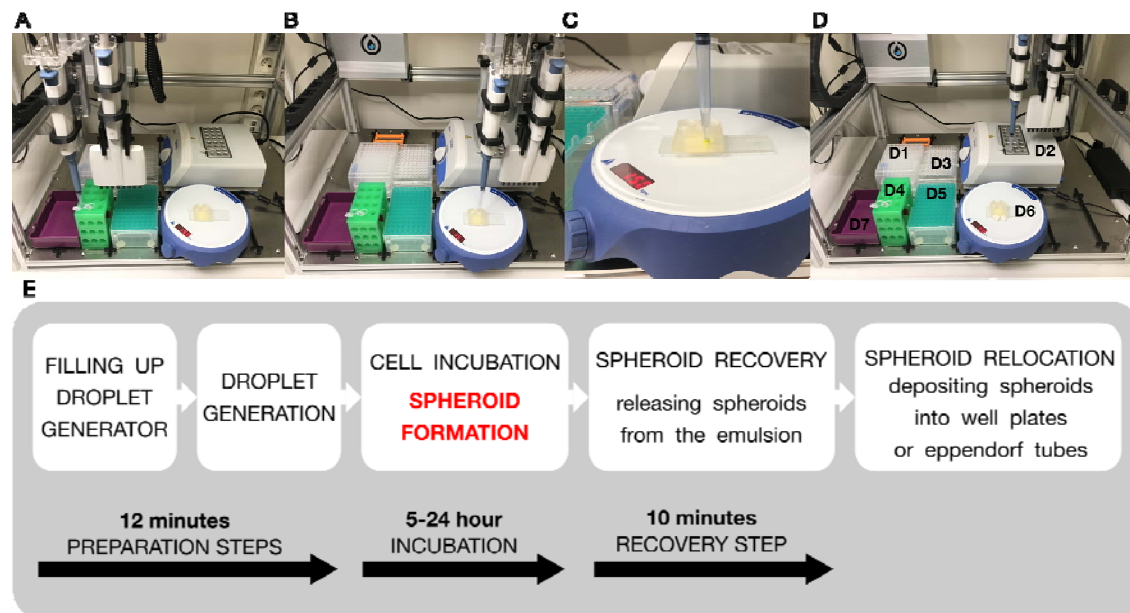 A
B
C
D
D1
D3
D2
D4
D5
D7
D6
E
FILLING UP
DROPLET
GENERATOR
DROPLET
GENERATION
CELL INCUBATION
SPHEROID
FORMATION
SPHEROID RECOVERY
releasing spheroids
from the emulsion
SPHEROID RELOCATION
depositing spheroids
into well plates
or eppendorf tubes
12 minutes
PREPARATION STEPS
5-24 hour
INCUBATION
10 minutes
RECOVERY STEP